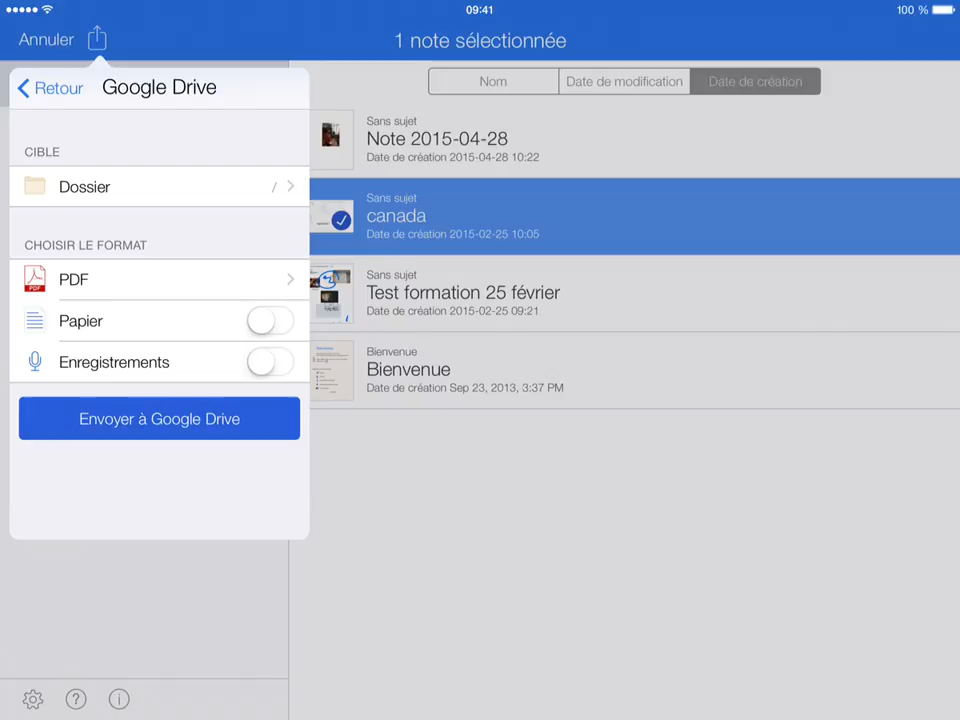 09:41
100 %
Annuler
1 note sélectionnée
Retour
Google Drive
CIBLE
Dossier
/
CHOISIR LE FORMAT
PDF
PDF
Papier
Enregistrements
Envoyer à Google Drive
Nom
Date de modification
Date de création
Sans sujet
Note 2015-04-28
Date de création 2015-04-28 10:22
Sans sujet
canada
Date de création 2015-02-25 10:05
Sans sujet
Test formation 25 février
Date de création 2015-02-25 09:21
Bienvenue
Bienvenue
Date de création Sep 23, 2013, 3:37 PM